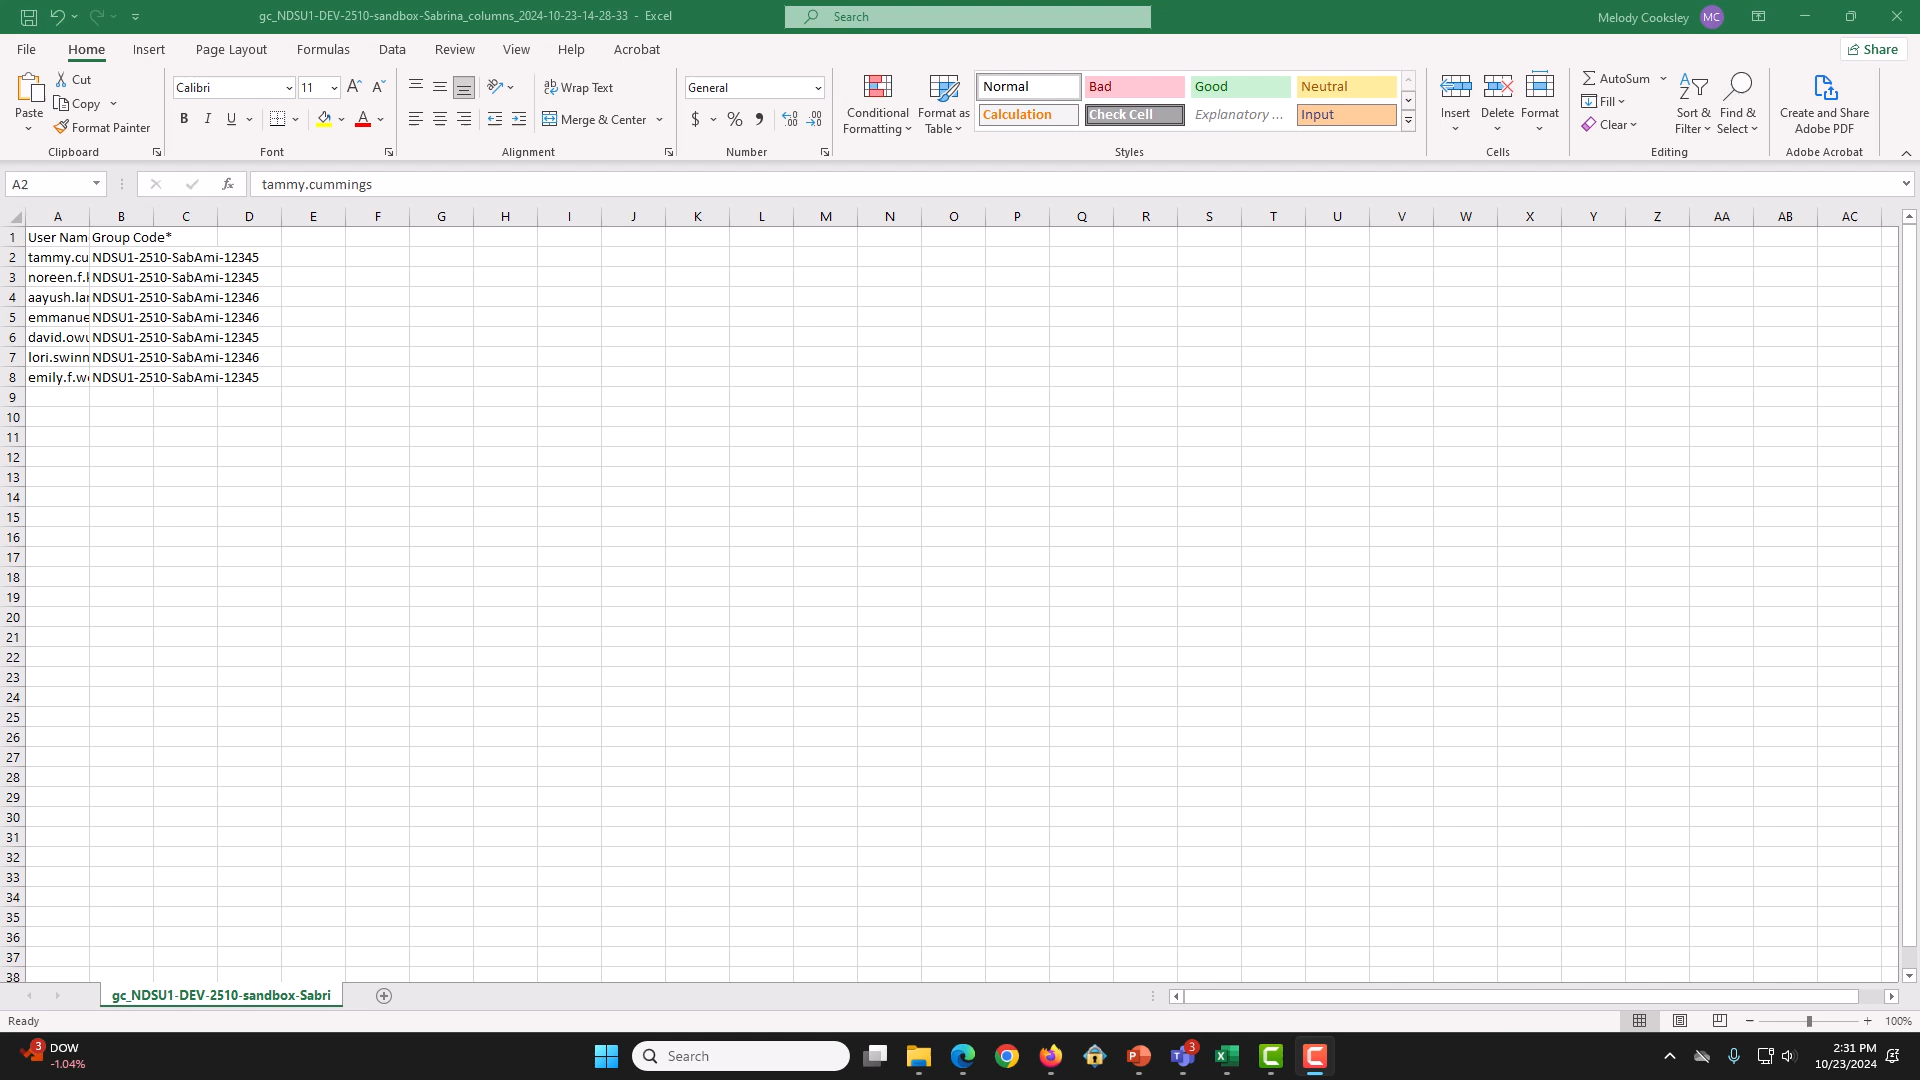 gc_NDSU1-DEV-2510-sandbox-Sabrina_columns_2024-10-23-14-28-33 - Excel
Search
Melody Cooksley MC
File Home Insert Page Layout Formulas Data Review View Help Acrobat
Share
Paste
Cut
Copy
Format Painter
Clipboard
Calibri 11
B I U
Font
Wrap Text
Merge & Center
Alignment
General
$ % 9
Number
Conditional Formatting
Format as Table
Normal Bad Good Neutral
Calculation Check Cell Explanatory ... Input
Styles
Insert Delete Format
Cells
AutoSum
Fill
Clear
Sort & Filter
Find & Select
Editing
Create and Share Adobe PDF
Adobe Acrobat
A2 fx tammy.cummings
A B C D E F G H I J K L M N O P Q R S T U V W X Y Z AA AB AC
1 User Nam Group Code*
2 tammy.cu NDSU1-2510-SabAmi-12345
3 noreen.f. NDSU1-2510-SabAmi-12345
4 aayush.lar NDSU1-2510-SabAmi-12346
5 emmanue NDSU1-2510-SabAmi-12346
6 david.owu NDSU1-2510-SabAmi-12345
7 lori.swinn NDSU1-2510-SabAmi-12346
8 emily.f.w NDSU1-2510-SabAmi-12345
9
10
11
12
13
14
15
16
17
18
19
20
21
22
23
24
25
26
27
28
29
30
31
32
33
34
35
36
37
38
gc_NDSU1-DEV-2510-sandbox-Sabri
Ready
100%
3 DOW
-1.04%
Search
3
2:31 PM
10/23/2024